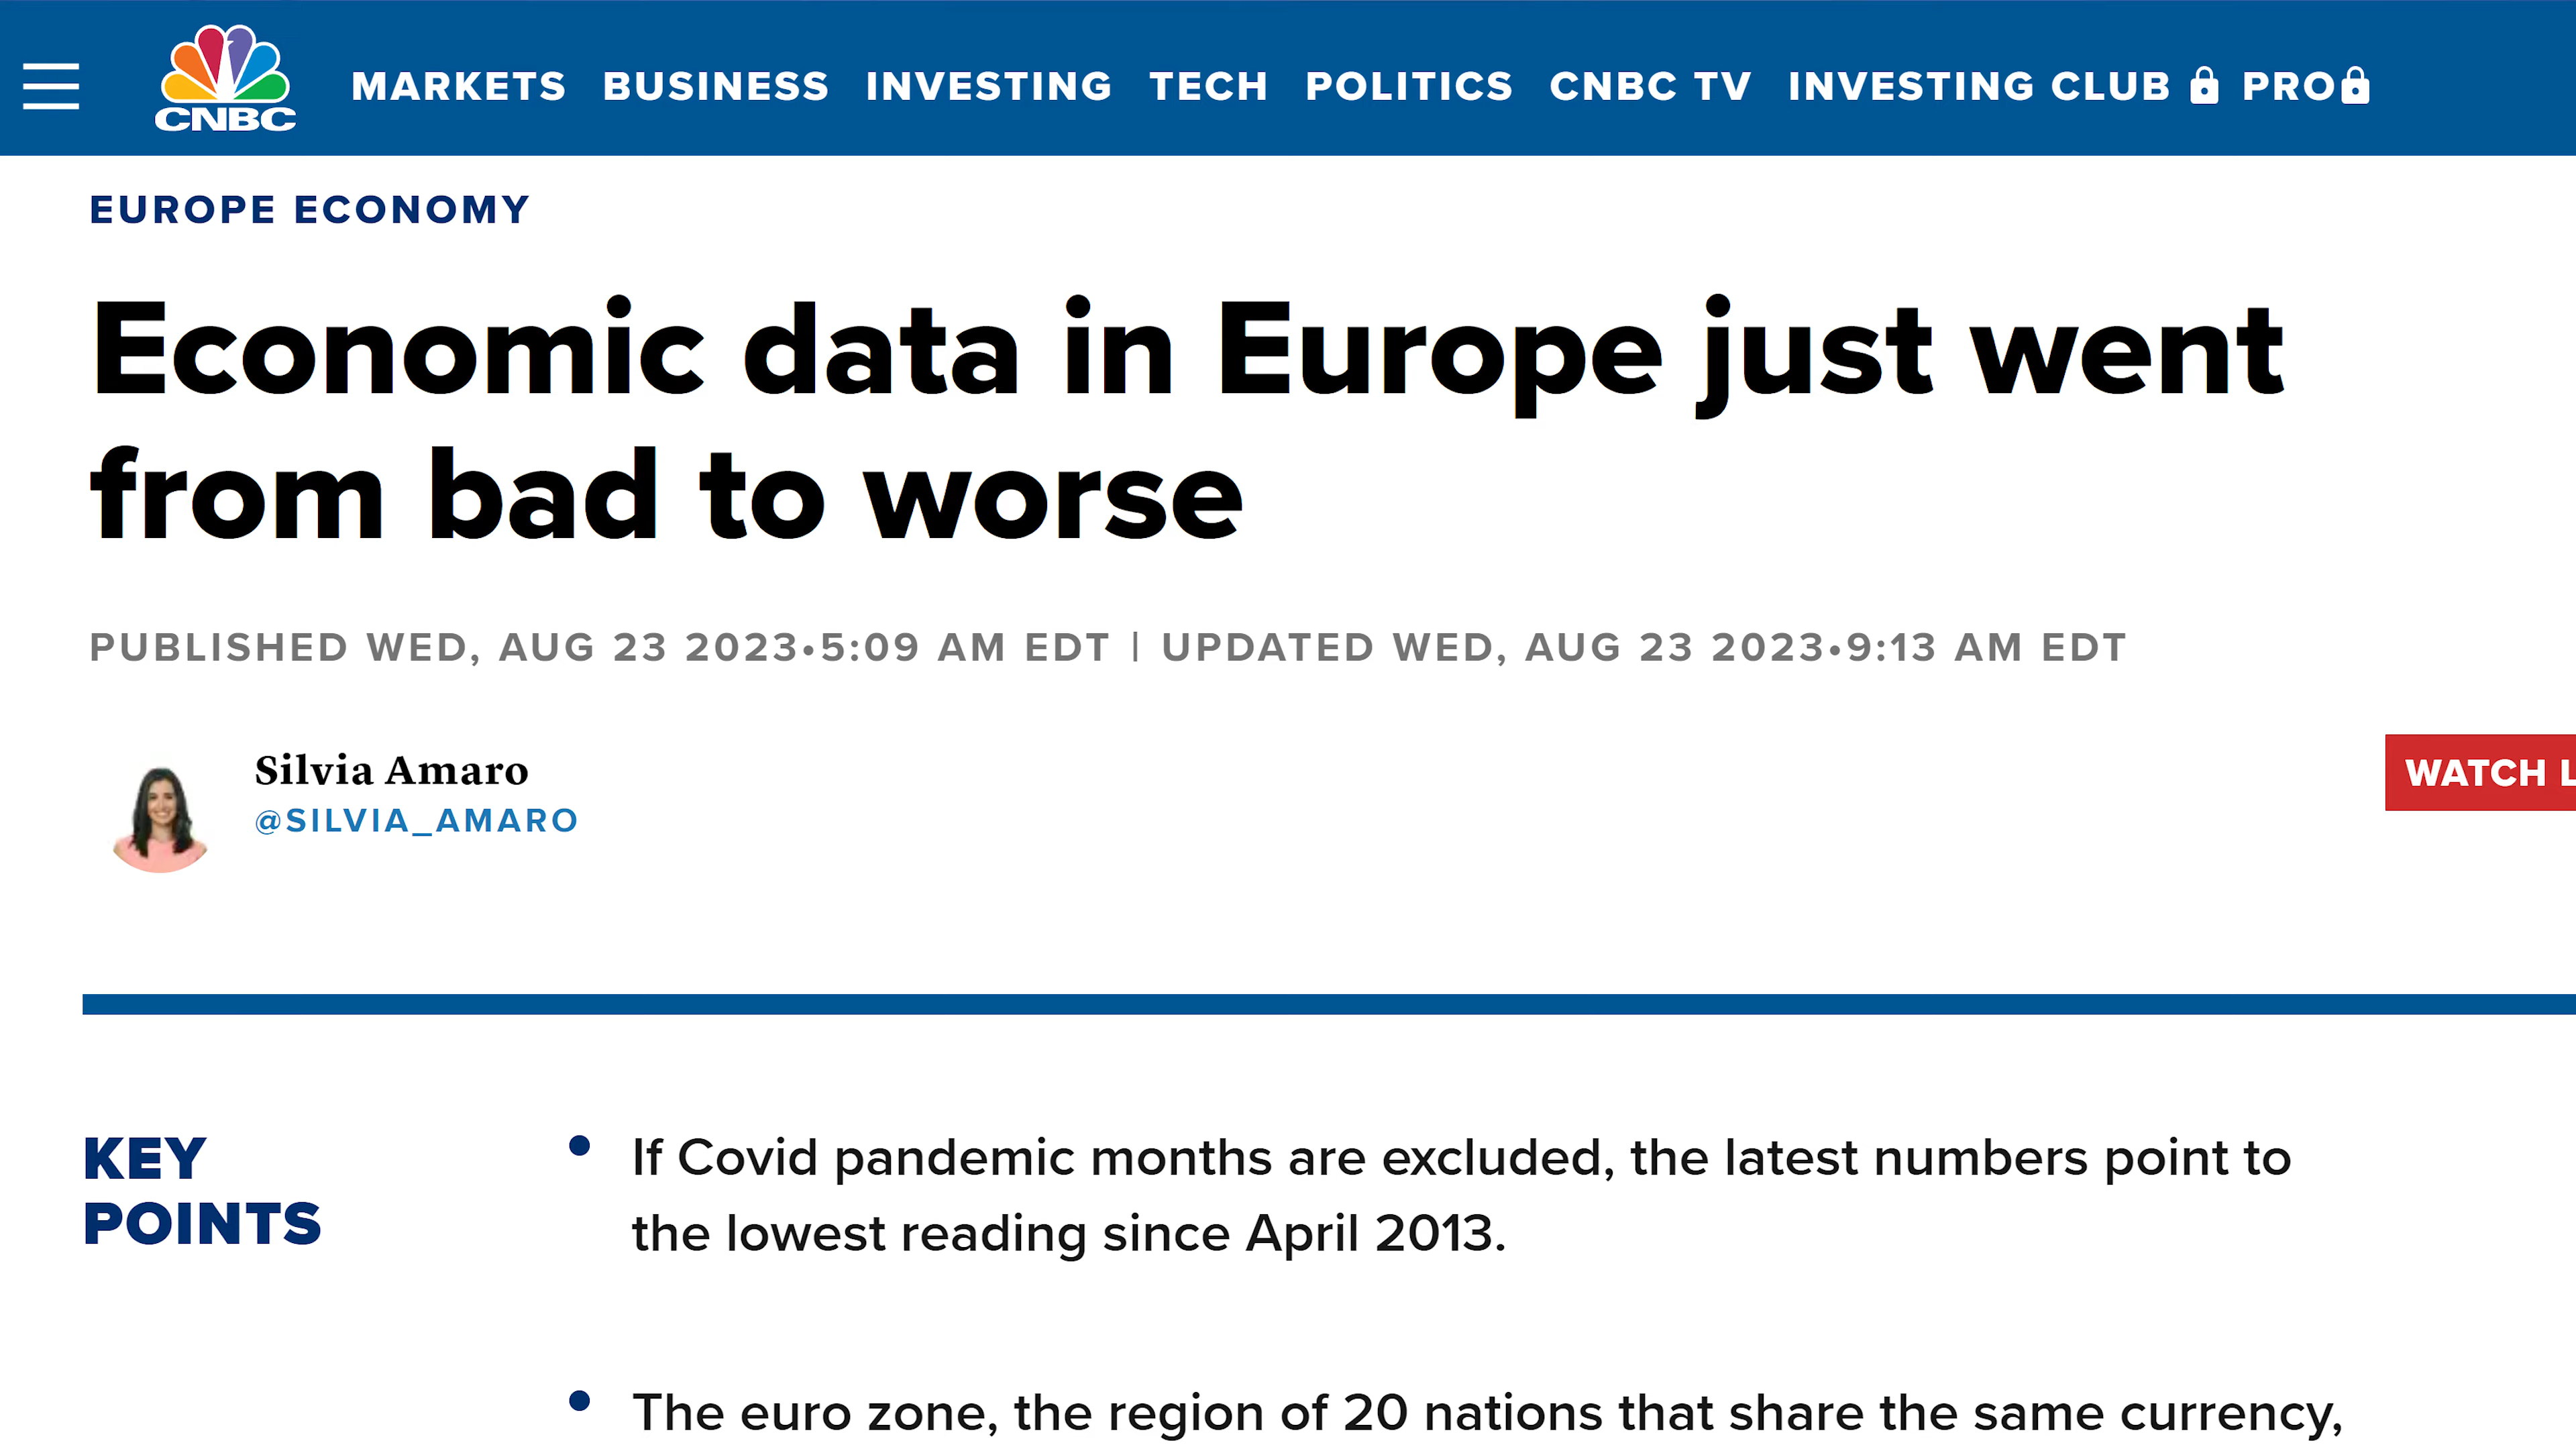 MARKETS BUSINESS INVESTING TECH POLITICS CNBC TV INVESTING CLUB PRO
CNBC
EUROPE ECONOMY
Economic data in Europe just went
from bad to worse
PUBLISHED WED, AUG 23 2023•5:09 AM EDT | UPDATED WED, AUG 23 2023•9:13 AM EDT
Silvia Amaro
@SILVIA_AMARO
WATCH L
KEY
POINTS
• If Covid pandemic months are excluded, the latest numbers point to
the lowest reading since April 2013.
• The euro zone, the region of 20 nations that share the same currency,